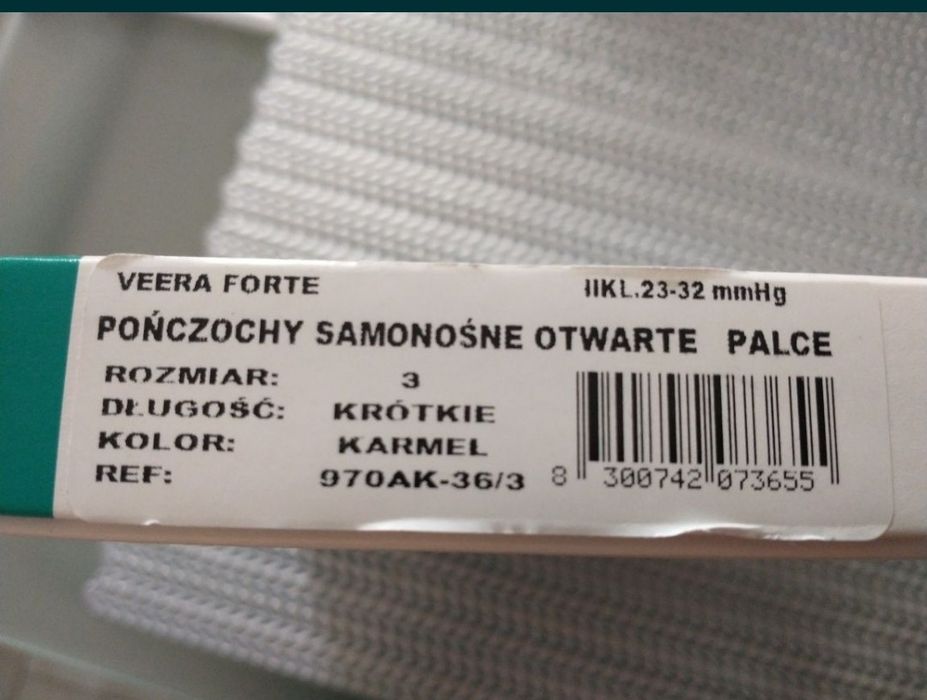 VEERA FORTE IIKL.23-32 mmHg
POŃCZOCHY SAMONOŚNE OTWARTE PALCE
ROZMIAR: 3
DŁUGOŚĆ: KRÓTKIE
KOLOR: KARMEL
REF: 970AK-36/3
8 300742 073655